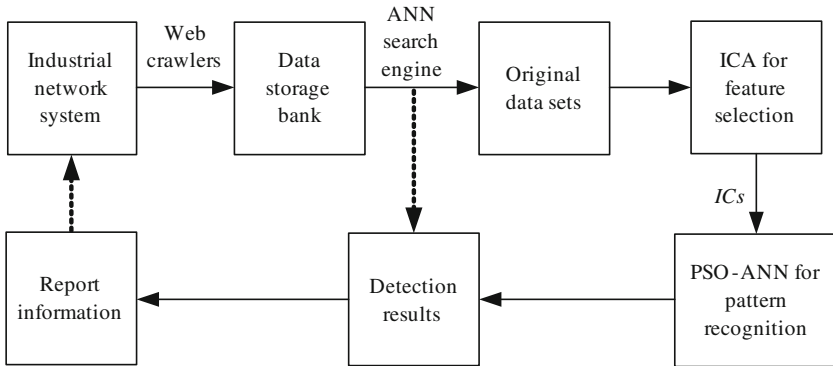 Industrial
network
system
Web
crawlers
Data
storage
bank
ANN
search
engine
Original
data sets
ICA for
feature
selection
ICs
Report
information
Detection
results
PSO-ANN for
pattern
recognition